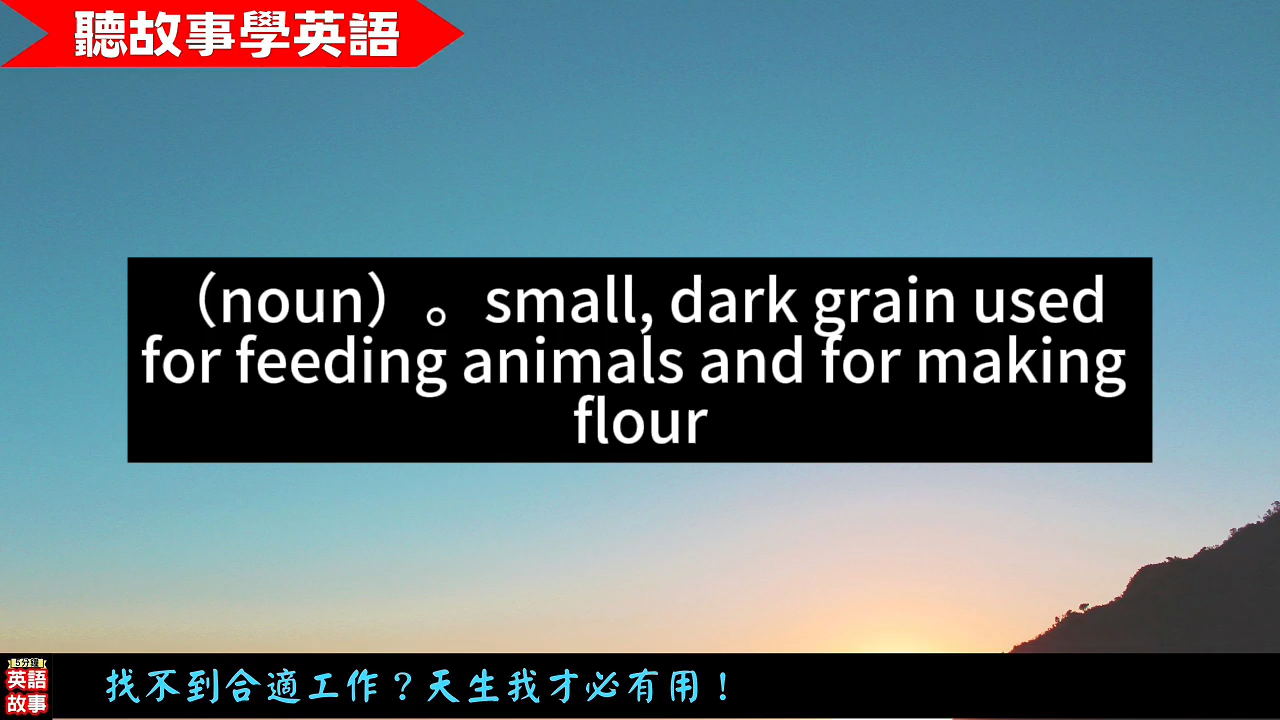 聽故事學英語
（noun）。small, dark grain used
for feeding animals and for making
flour
5分鐘
英語
故事
找不到合適工作？天生我才必有用！